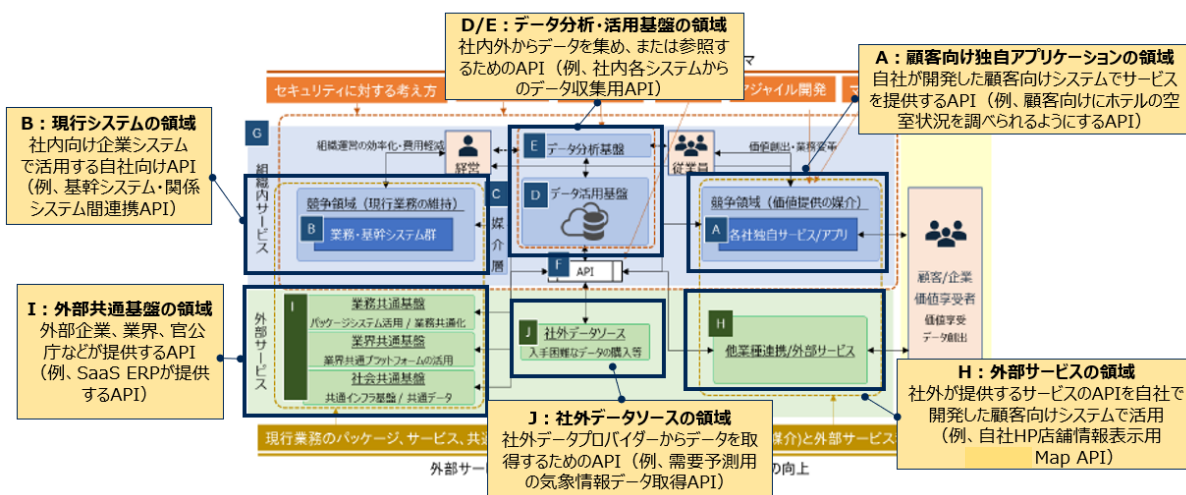 D/E：データ分析・活用基盤の領域
社内外からデータを集め、または参照
するためのAPI（例、社内各システムから
のデータ収集用API）
A：顧客向け独自アプリケーションの領域
自社が開発した顧客向けシステムでサービス
を提供するAPI（例、顧客向けにホテルの空
室状況を調べられるようにするAPI）
マ
セキュリティに対する考え方
アジャイル開発
マ
B：現行システムの領域
社内向け企業システム
で活用する自社向けAPI
（例、基幹システム・関係
システム間連携API）
G
組織内サービス
組織運営の効率化・費用軽減
経営
E
データ分析基盤
従業員
価値創出・業務変革
C
媒介層
D
データ活用基盤
競争領域（現行業務の維持）
B
業務・基幹システム群
競争領域（価値提供の媒介）
A
各社独自サービス/アプリ
F
API
顧客/企業
価値享受者
価値享受
データ創出
I：外部共通基盤の領域
外部企業、業界、官公
庁などが提供するAPI
（例、SaaS ERPが提供
するAPI）
外部サービス
I
業務共通基盤
パッケージシステム活用 / 業務共通化
業界共通基盤
業界共通プラットフォームの活用
社会共通基盤
共通インフラ基盤 / 共通データ
J
社外データソース
入手困難なデータの購入等
H
他業種連携/外部サービス
H：外部サービスの領域
社外が提供するサービスのAPIを自社で
開発した顧客向けシステムで活用
（例、自社HP店舗情報表示用
Map API）
J：社外データソースの領域
社外データプロバイダーからデータを取
得するためのAPI（例、需要予測用
の気象情報データ取得API）
現行業務のパッケージ、サービス、共通
媒介)と外部サービス
外部サー
の向上